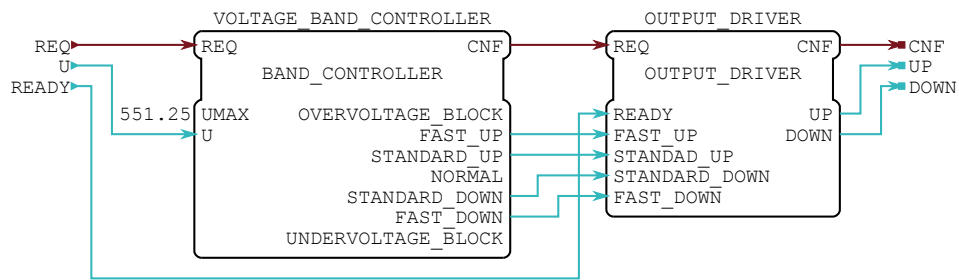 VOLTAGE_BAND_CONTROLLER
OUTPUT_DRIVER
REQ
REQ
CNF
REQ
CNF
CNF
U
BAND_CONTROLLER
OUTPUT_DRIVER
UP
READY
DOWN
551.25
UMAX
OVERVOLTAGE_BLOCK
READY
UP
U
FAST_UP
FAST_UP
DOWN
STANDARD_UP
STANDAD_UP
NORMAL
STANDARD_DOWN
STANDARD_DOWN
FAST_DOWN
FAST_DOWN
UNDERVOLTAGE_BLOCK